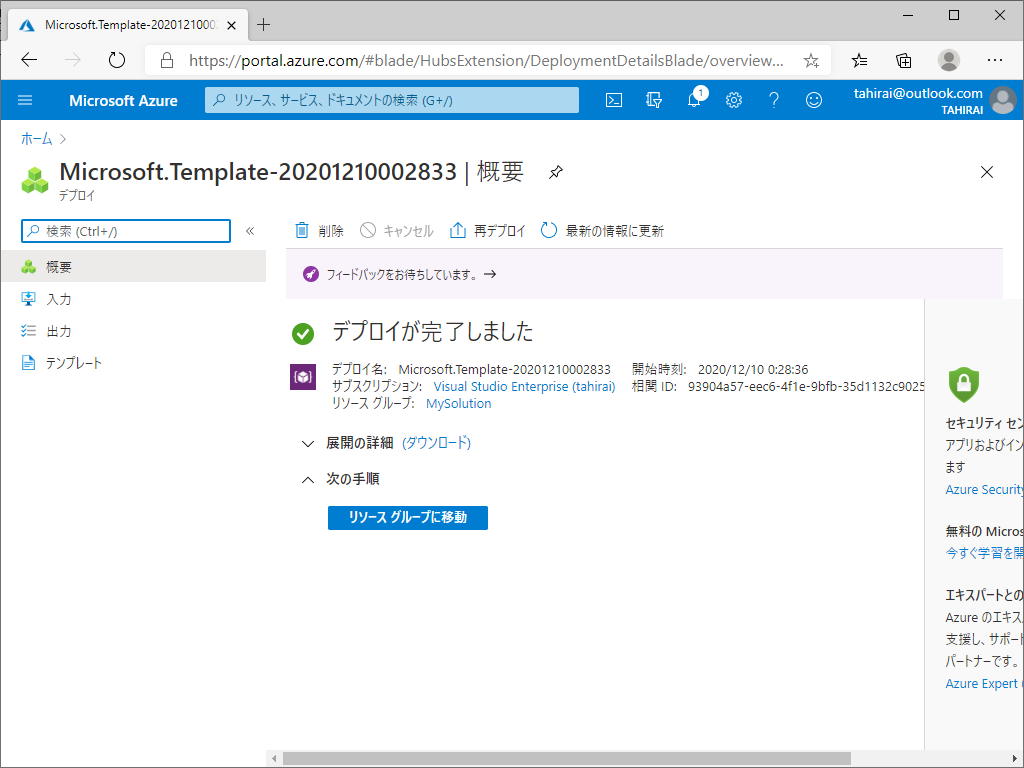 Microsoft.Template-20201210002
https://portal.azure.com/#blade/HubsExtension/DeploymentDetailsBlade/overview...
Microsoft Azure
リソース、サービス、ドキュメントの検索 (G+/)
1
tahirai@outlook.com
TAHIRAI
ホーム
Microsoft.Template-20201210002833 | 概要
デプロイ
検索 (Ctrl+/)
«
削除 キャンセル 再デプロイ 最新の情報に更新
概要
入力
出力
テンプレート
フィードバックをお待ちしています。 →
デプロイが完了しました
デプロイ名: Microsoft.Template-20201210002833 開始時刻: 2020/12/10 0:28:36
サブスクリプション: Visual Studio Enterprise (tahirai) 相関 ID: 93904a57-eec6-4f1e-9bfb-35d1132c9025
リソース グループ: MySolution
展開の詳細 (ダウンロード)
次の手順
リソース グループに移動
セキュリティ セン
アプリおよびイン
ます
Azure Security
無料の Micros
今すぐ学習を開
エキスパートとの
Azure のエキス
支援し、サポート
パートナーです。
Azure Expert